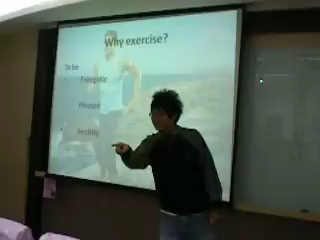 Why exercise?
To be
Energetic
Pleased
Healthy